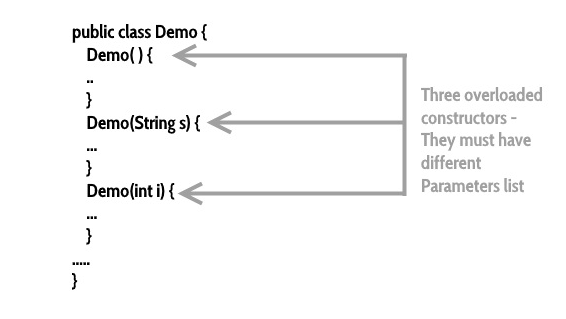 public class Demo {
Demo( ) {
..
}
Demo(String s) {
...
}
Demo(int i) {
...
}
.....
}
Three overloaded
constructors -
They must have
different
Parameters list